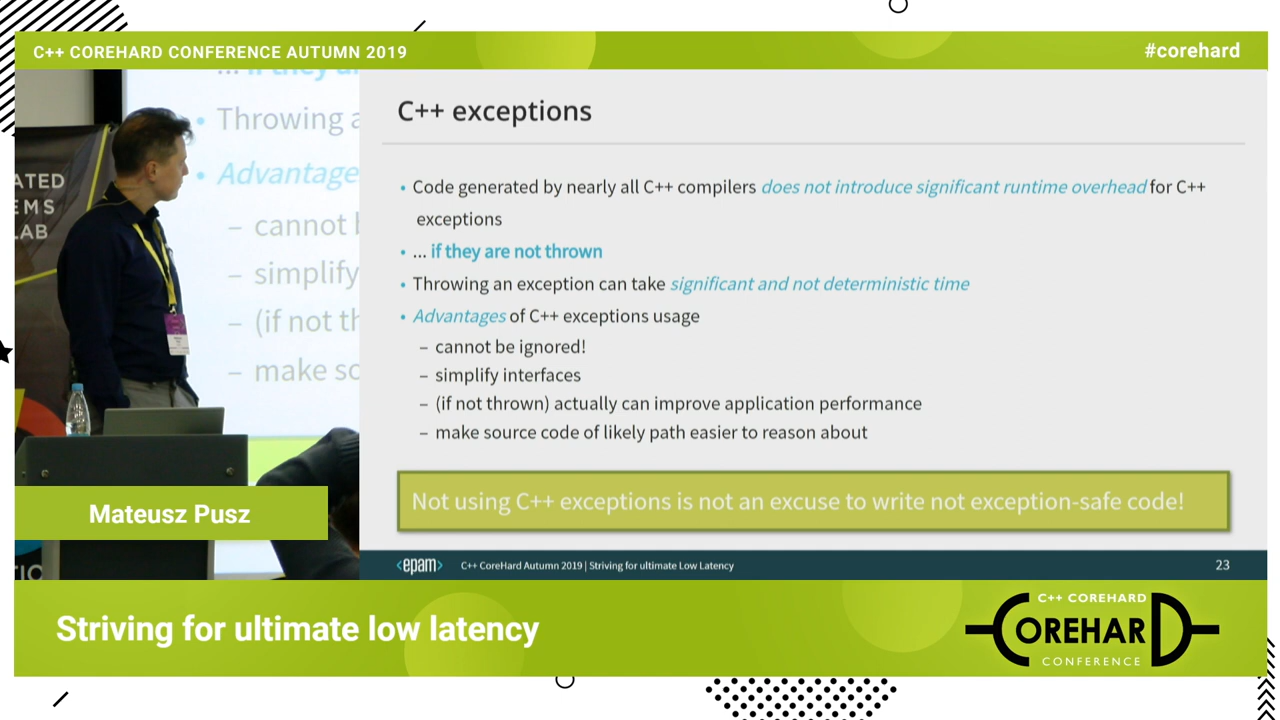 C++ COREHARD CONFERENCE AUTUMN 2019
#corehard
ATED
EMS
LAB
Throwing a
Advantage
– cannot b
– simplify
– (if not th
– make so
C++ exceptions
• Code generated by nearly all C++ compilers does not introduce significant runtime overhead for C++
exceptions
• ... if they are not thrown
• Throwing an exception can take significant and not deterministic time
• Advantages of C++ exceptions usage
– cannot be ignored!
– simplify interfaces
– (if not thrown) actually can improve application performance
– make source code of likely path easier to reason about
Not using C++ exceptions is not an excuse to write not exception-safe code!
<epam>
C++ CoreHard Autumn 2019 | Striving for ultimate Low Latency
23
Mateusz Pusz
Striving for ultimate low latency
C++ COREHARD
COREHARD
CONFERENCE